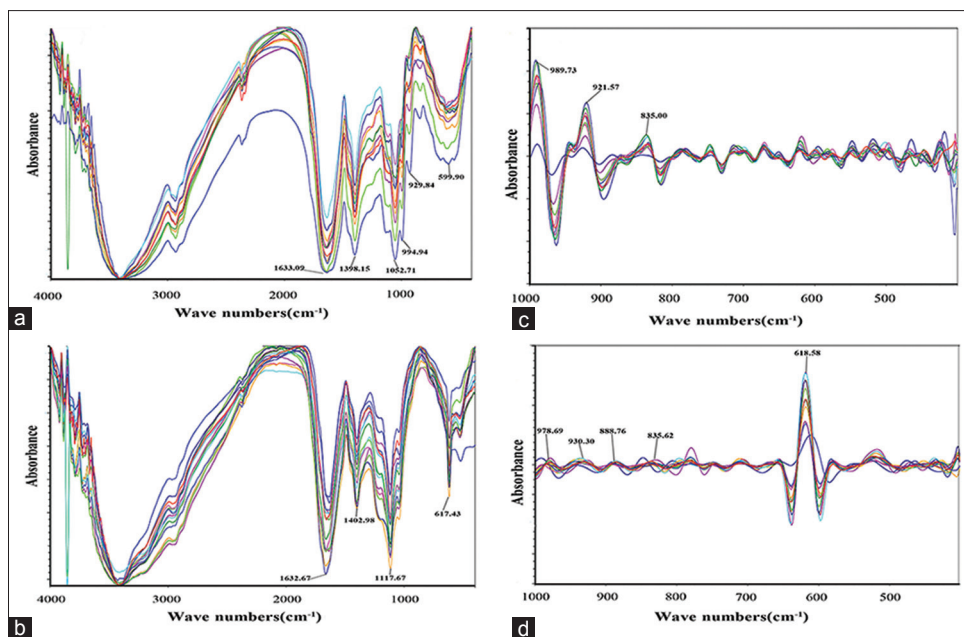 Absorbance
1633.09
1398.15
1052.71
994.94
929.84
599.90
4000 3000 2000 1000
Wave numbers(cm-1)
a
Absorbance
989.73
921.57
835.00
1000 900 800 700 600 500
Wave numbers(cm-1)
c
Absorbance
1632.67
1402.98
1117.67
617.43
4000 3000 2000 1000
Wave numbers(cm-1)
b
Absorbance
978.69
930.30
888.76
835.62
618.58
1000 900 800 700 600 500
Wave numbers(cm-1)
d